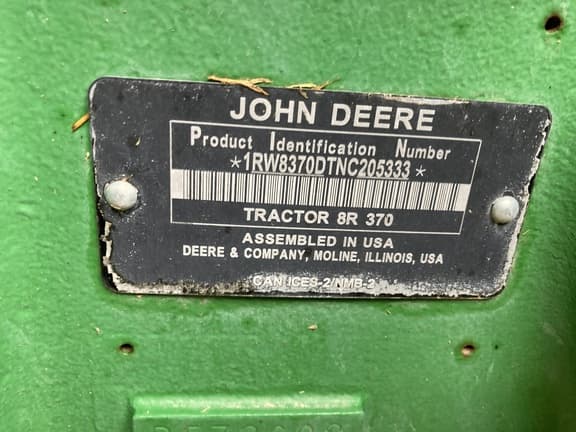 JOHN DEERE
Product Identification Number
*1RW8370DTNC205333*
TRACTOR 8R 370
ASSEMBLED IN USA
DEERE & COMPANY, MOLINE, ILLINOIS, USA
CAN ICES-2/NMB-2